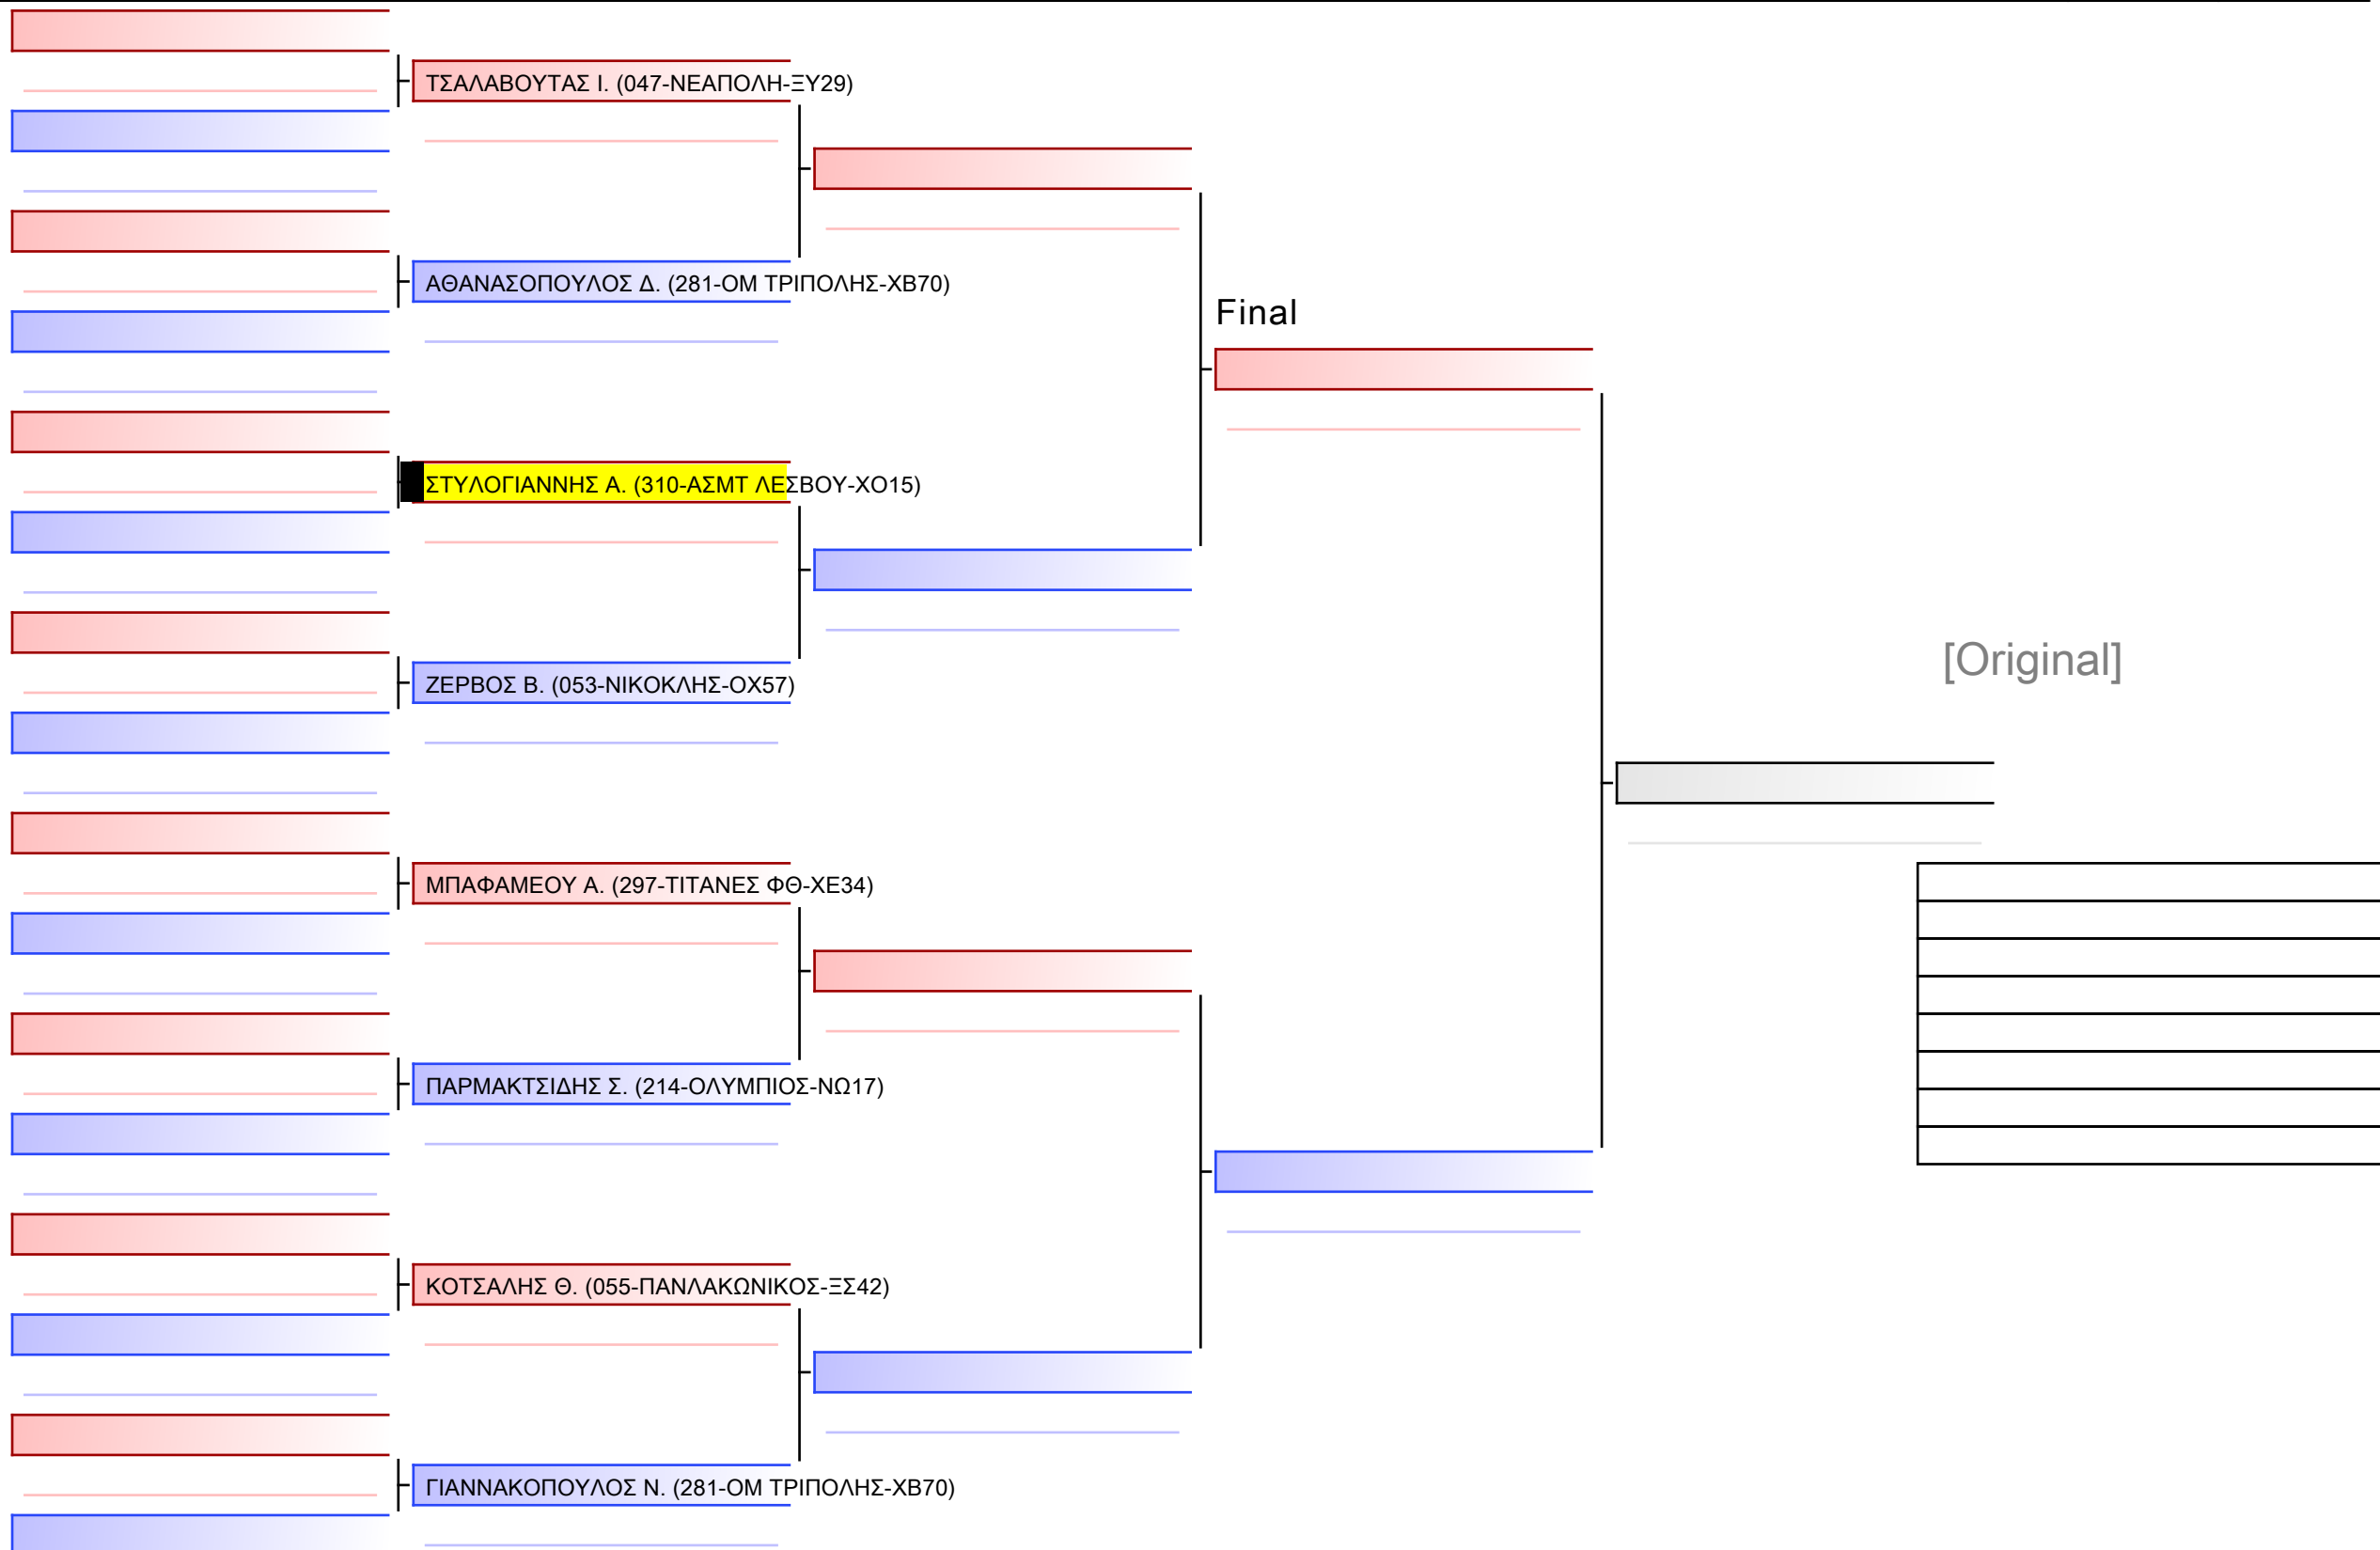 ΤΣΑΛΑΒΟΥΤΑΣ Ι. (047-ΝΕΑΠΟΛΗ-ΞΥ29)
ΑΘΑΝΑΣΟΠΟΥΛΟΣ Δ. (281-ΟΜ ΤΡΙΠΟΛΗΣ-ΧΒ70)
Final
ΣΤΥΛΟΓΙΑΝΝΗΣ Α. (310-ΑΣΜΤ ΛΕΣΒΟΥ-ΧΟ15)
[Original]
ΖΕΡΒΟΣ Β. (053-ΝΙΚΟΚΛΗΣ-ΟΧ57)
ΜΠΑΦΑΜΕΟΥ Α. (297-ΤΙΤΑΝΕΣ ΦΘ-ΧΕ34)
ΠΑΡΜΑΚΤΣΙΔΗΣ Σ. (214-ΟΛΥΜΠΙΟΣ-ΝΩ17)
ΚΟΤΣΑΛΗΣ Θ. (055-ΠΑΝΛΑΚΩΝΙΚΟΣ-ΞΣ42)
ΓΙΑΝΝΑΚΟΠΟΥΛΟΣ Ν. (281-ΟΜ ΤΡΙΠΟΛΗΣ-ΧΒ70)